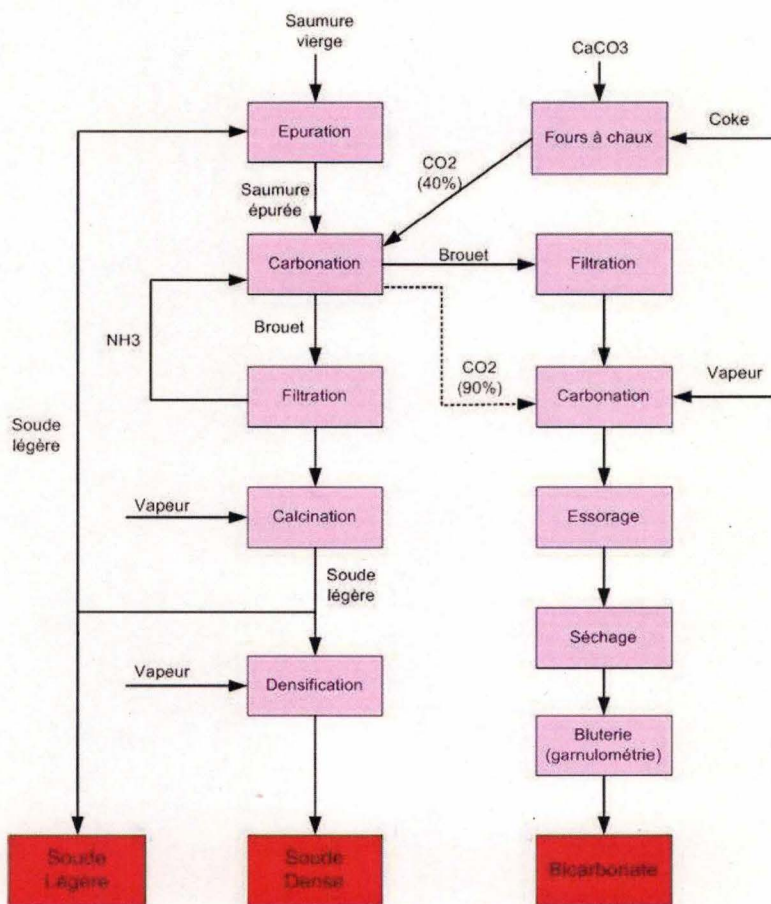 Saumure
vierge
CaCO3
Epuration
Fours à chaux
Coke
CO2
(40%)
Saumure
épurée
Carbonation
Brouet
Filtration
NH3
Brouet
CO2
(90%)
Filtration
Carbonation
Vapeur
Soude
légère
Vapeur
Calcination
Essorage
Soude
légère
Séchage
Vapeur
Densification
Bluterie
(garnulométrie)
Soude
Légère
Soude
Dense
Bicarbonate